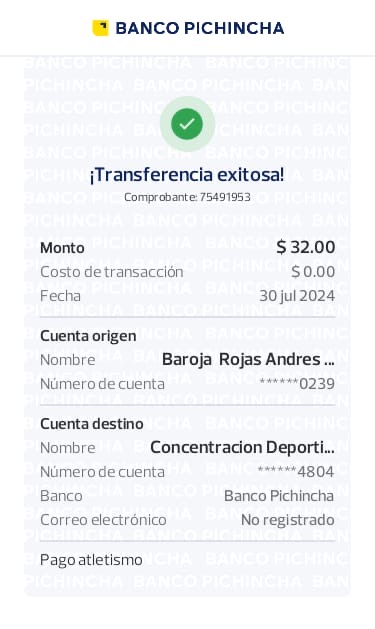 BANCO PICHINCHA
¡Transferencia exitosa!
Comprobante: 75491953
Monto $ 32.00
Costo de transacción $ 0.00
Fecha 30 jul 2024
Cuenta origen
Nombre Baroja Rojas Andres ...
Número de cuenta ******0239
Cuenta destino
Nombre Concentracion Deporti...
Número de cuenta ******4804
Banco Banco Pichincha
Correo electrónico No registrado
Pago atletismo